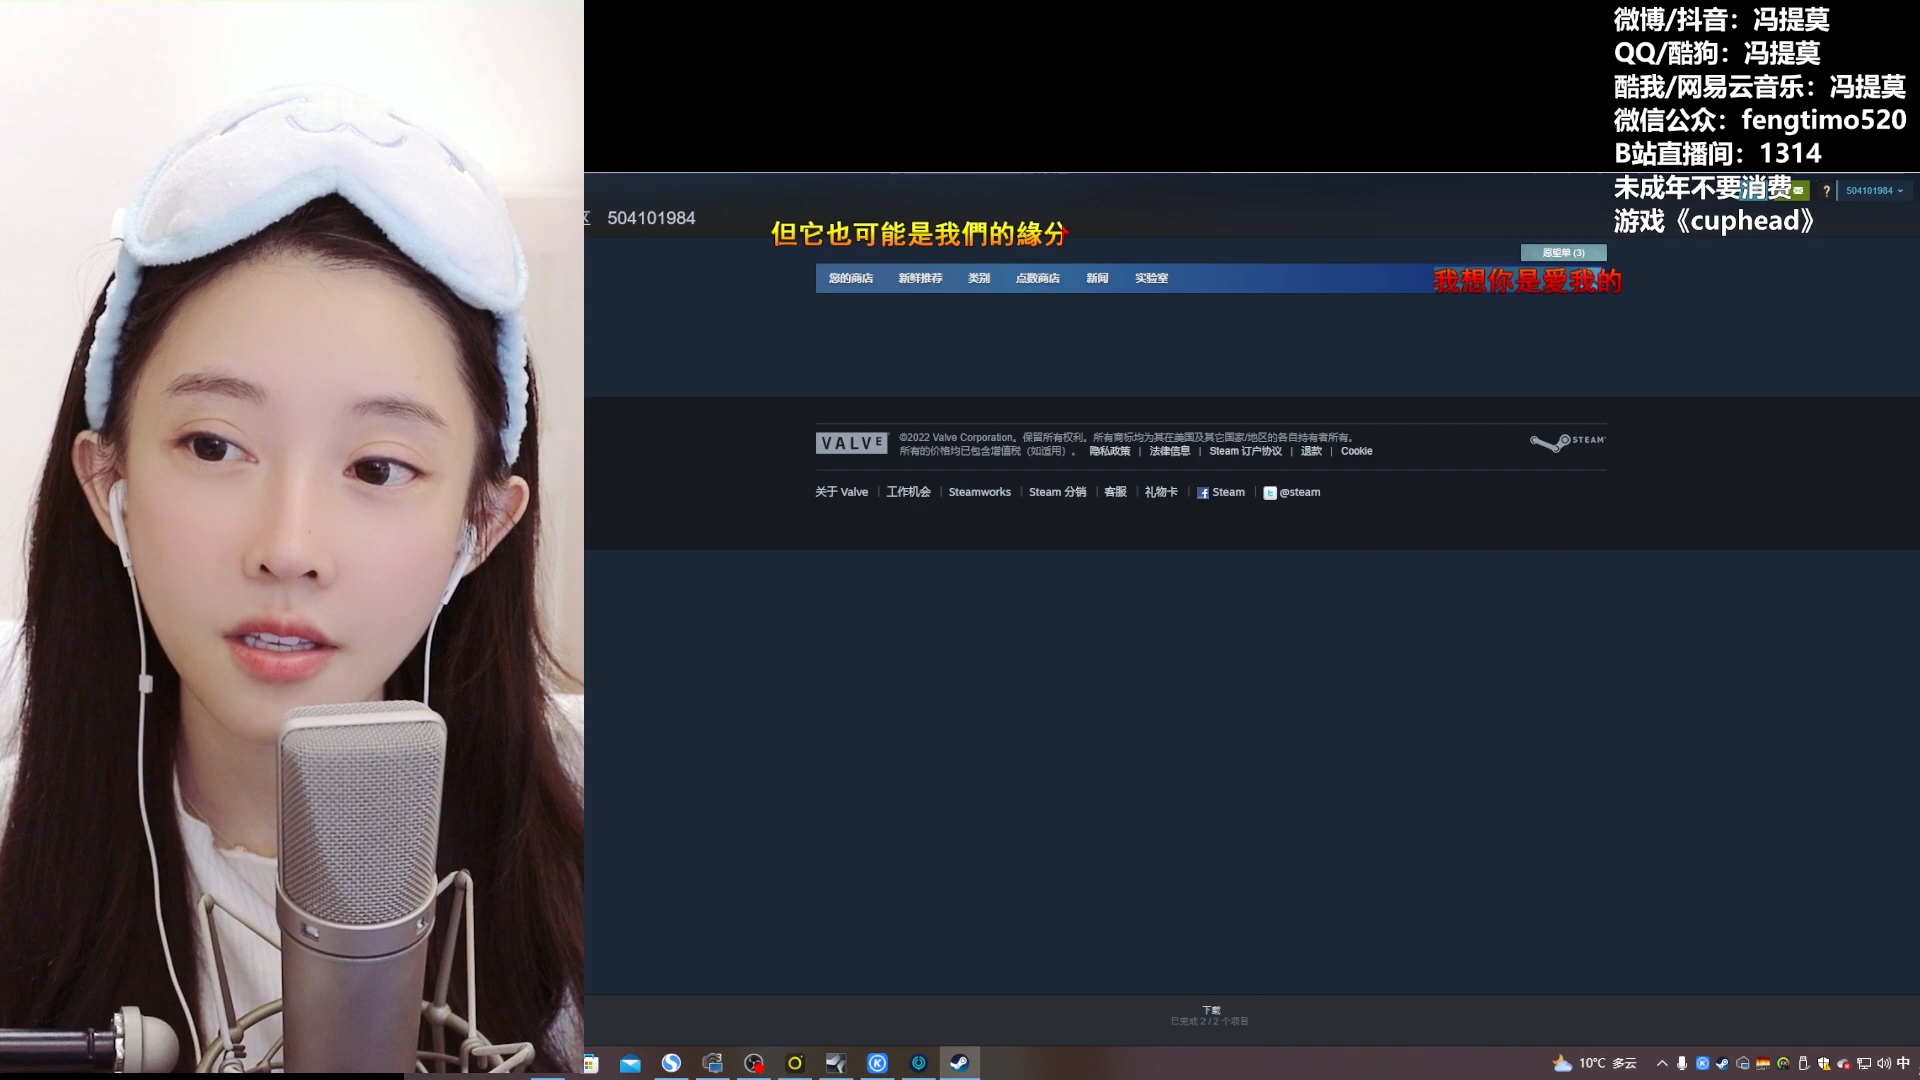 微博/抖音：冯提莫
QQ/酷狗：冯提莫
酷我/网易云音乐：冯提莫
微信公众：fengtimo520
B站直播间：1314
未成年不要消费
游戏《cuphead》
? 504101984
504101984
但它也可能是我們的緣分
愿望单 (3)
您的商店 新鲜推荐 类别 点数商店 新闻 实验室
我想你是爱我的
VALVE
©2022 Valve Corporation。保留所有权利。所有商标均为其在美国及其它国家/地区的各自持有者所有。
所有的价格均已包含增值税（如适用）。 隐私政策 | 法律信息 | Steam 订户协议 | 退款 | Cookie
STEAM
关于 Valve | 工作机会 | Steamworks | Steam 分销 | 客服 | 礼物卡 | Steam | @steam
下载
已完成 2 / 2 个项目
10°C 多云
中